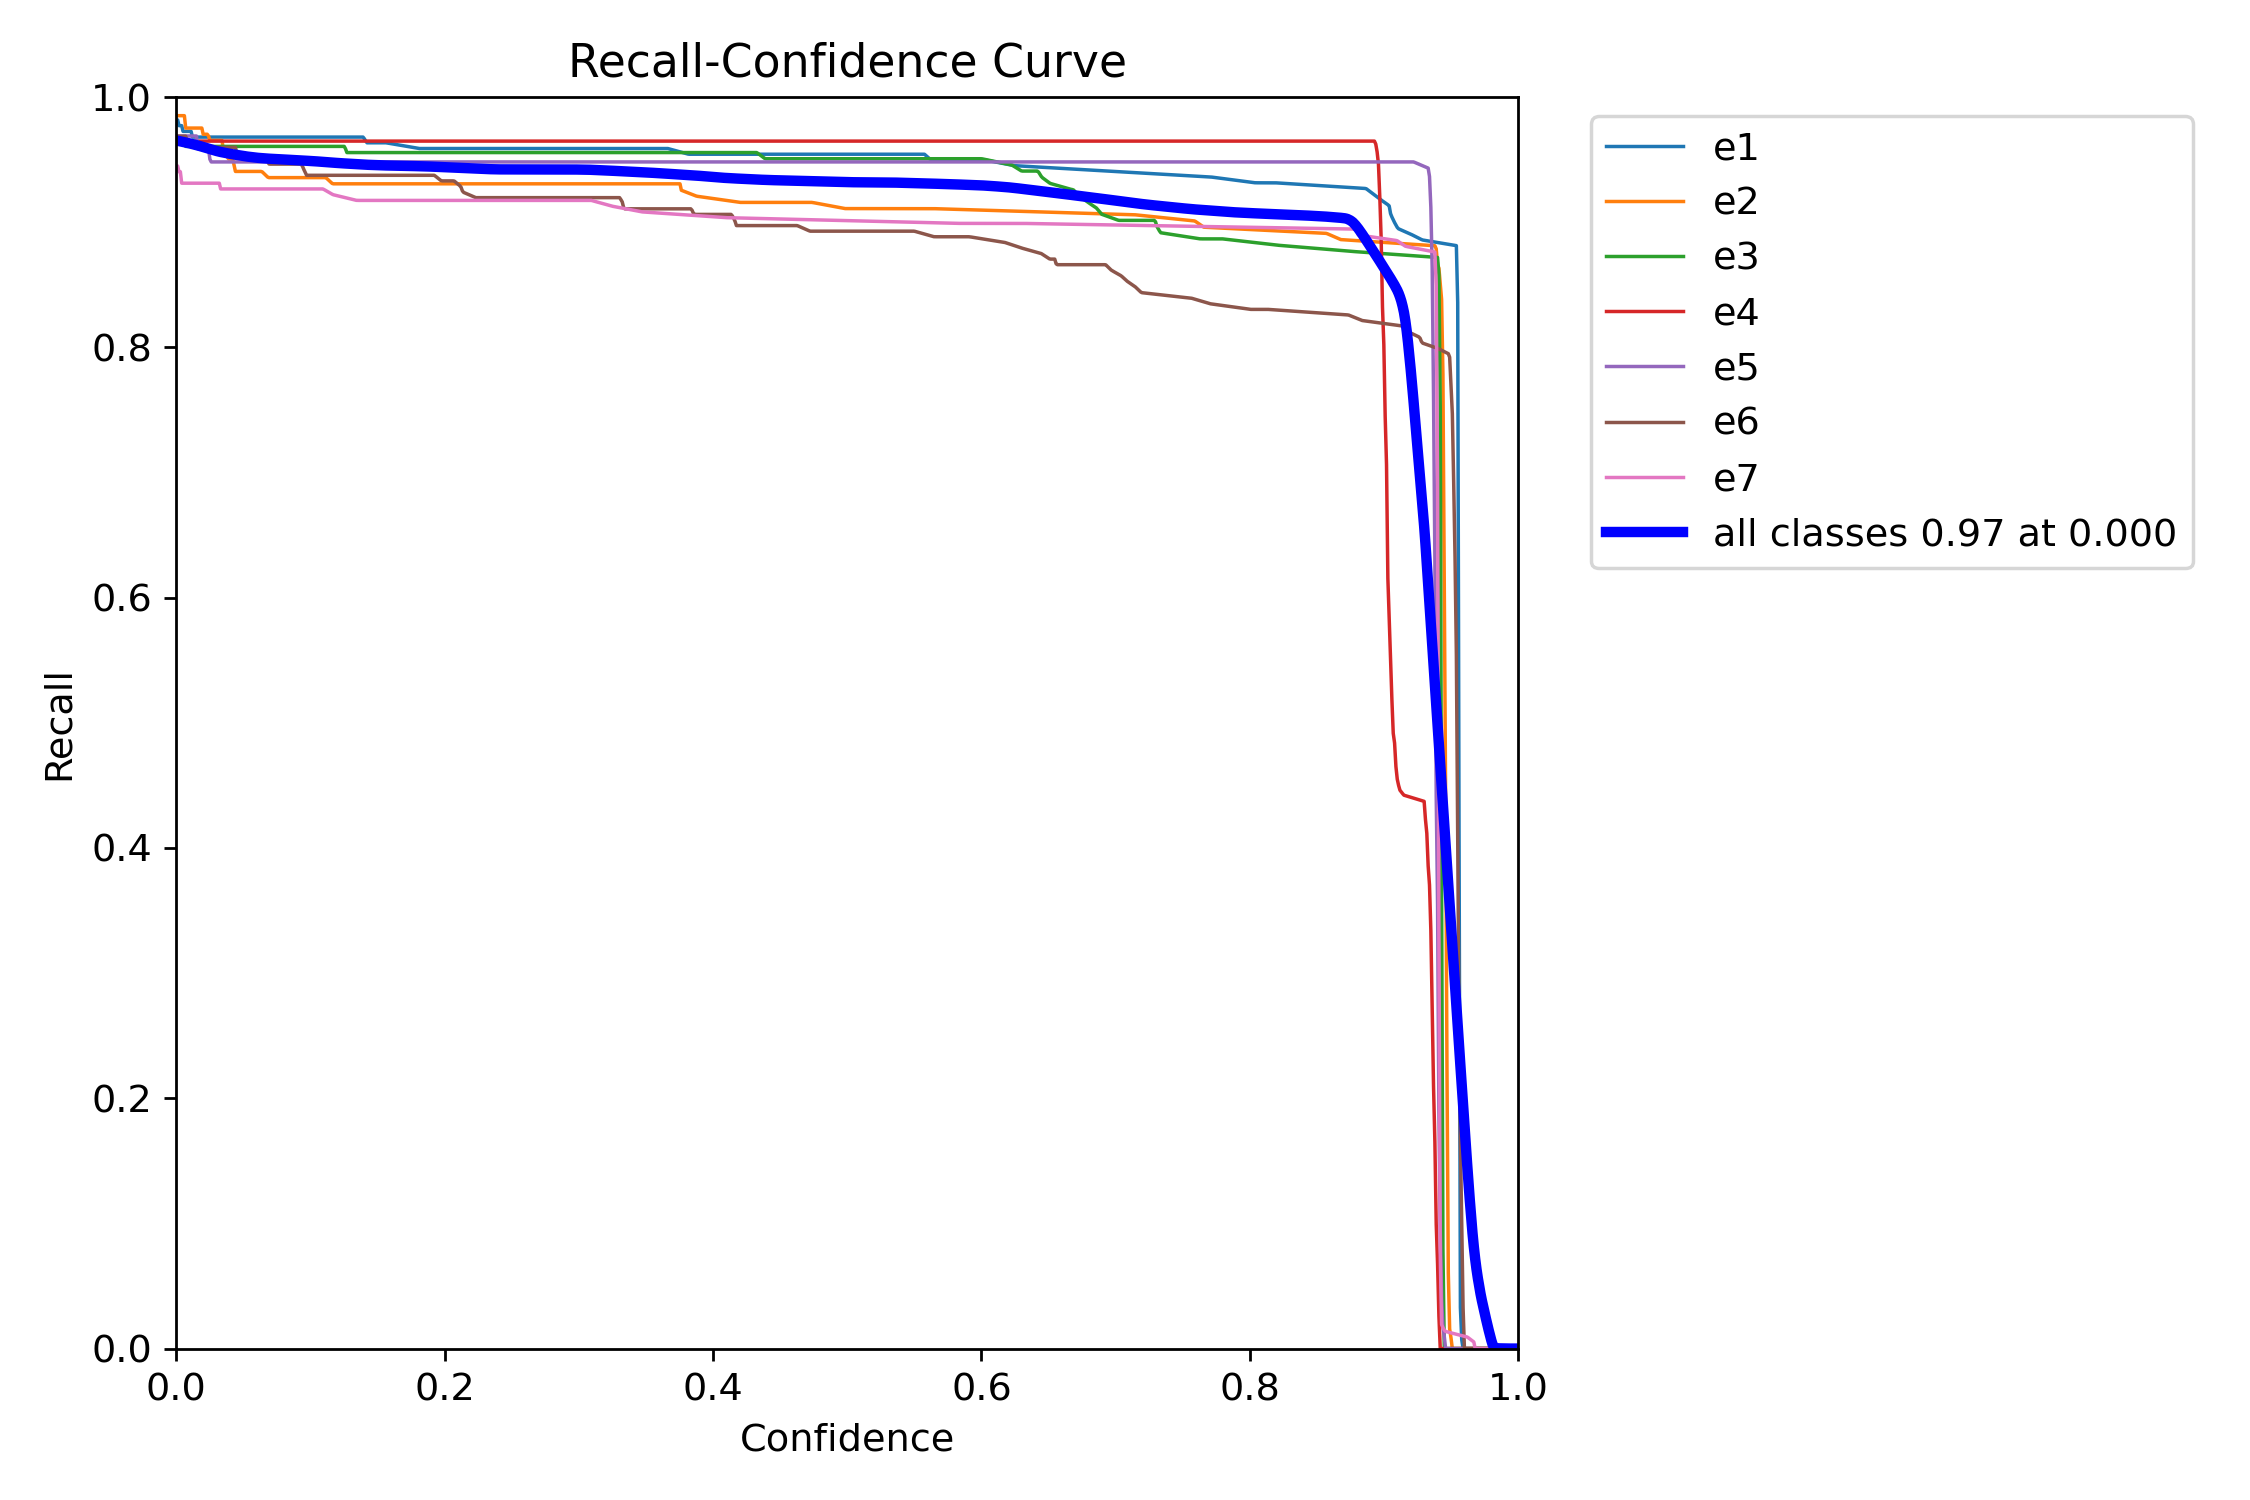 Recall-Confidence Curve
1.0
0.8
0.6
0.4
0.2
0.0
Recall
0.0 0.2 0.4 0.6 0.8 1.0
Confidence
e1
e2
e3
e4
e5
e6
e7
all classes 0.97 at 0.000